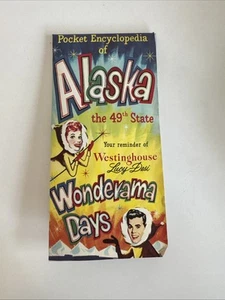 Pocket Encyclopedia
of
Alaska
the 49th State
Your reminder of
Westinghouse
Lucy-Desi
Wonderama
Days